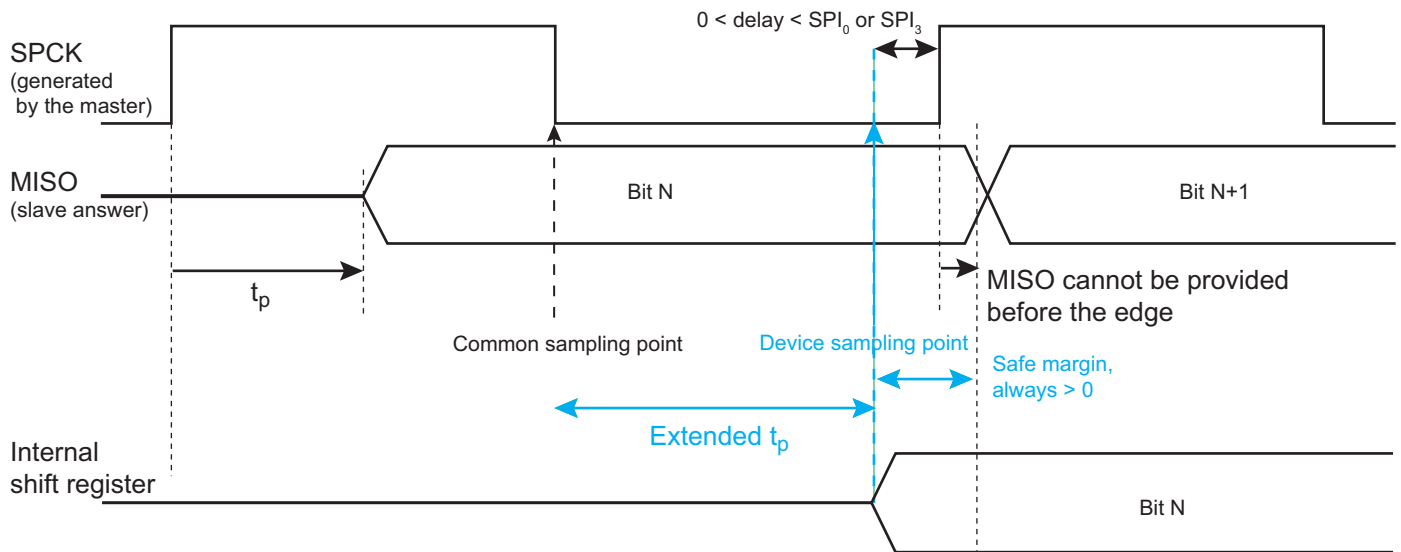 0 < delay < SPI₀ or SPI₃
SPCK
(generated
by the master)
MISO
(slave answer)
Bit N
Bit N+1
tₚ
MISO cannot be provided
before the edge
Common sampling point
Device sampling point
Safe margin,
always > 0
Extended tₚ
Internal
shift register
Bit N